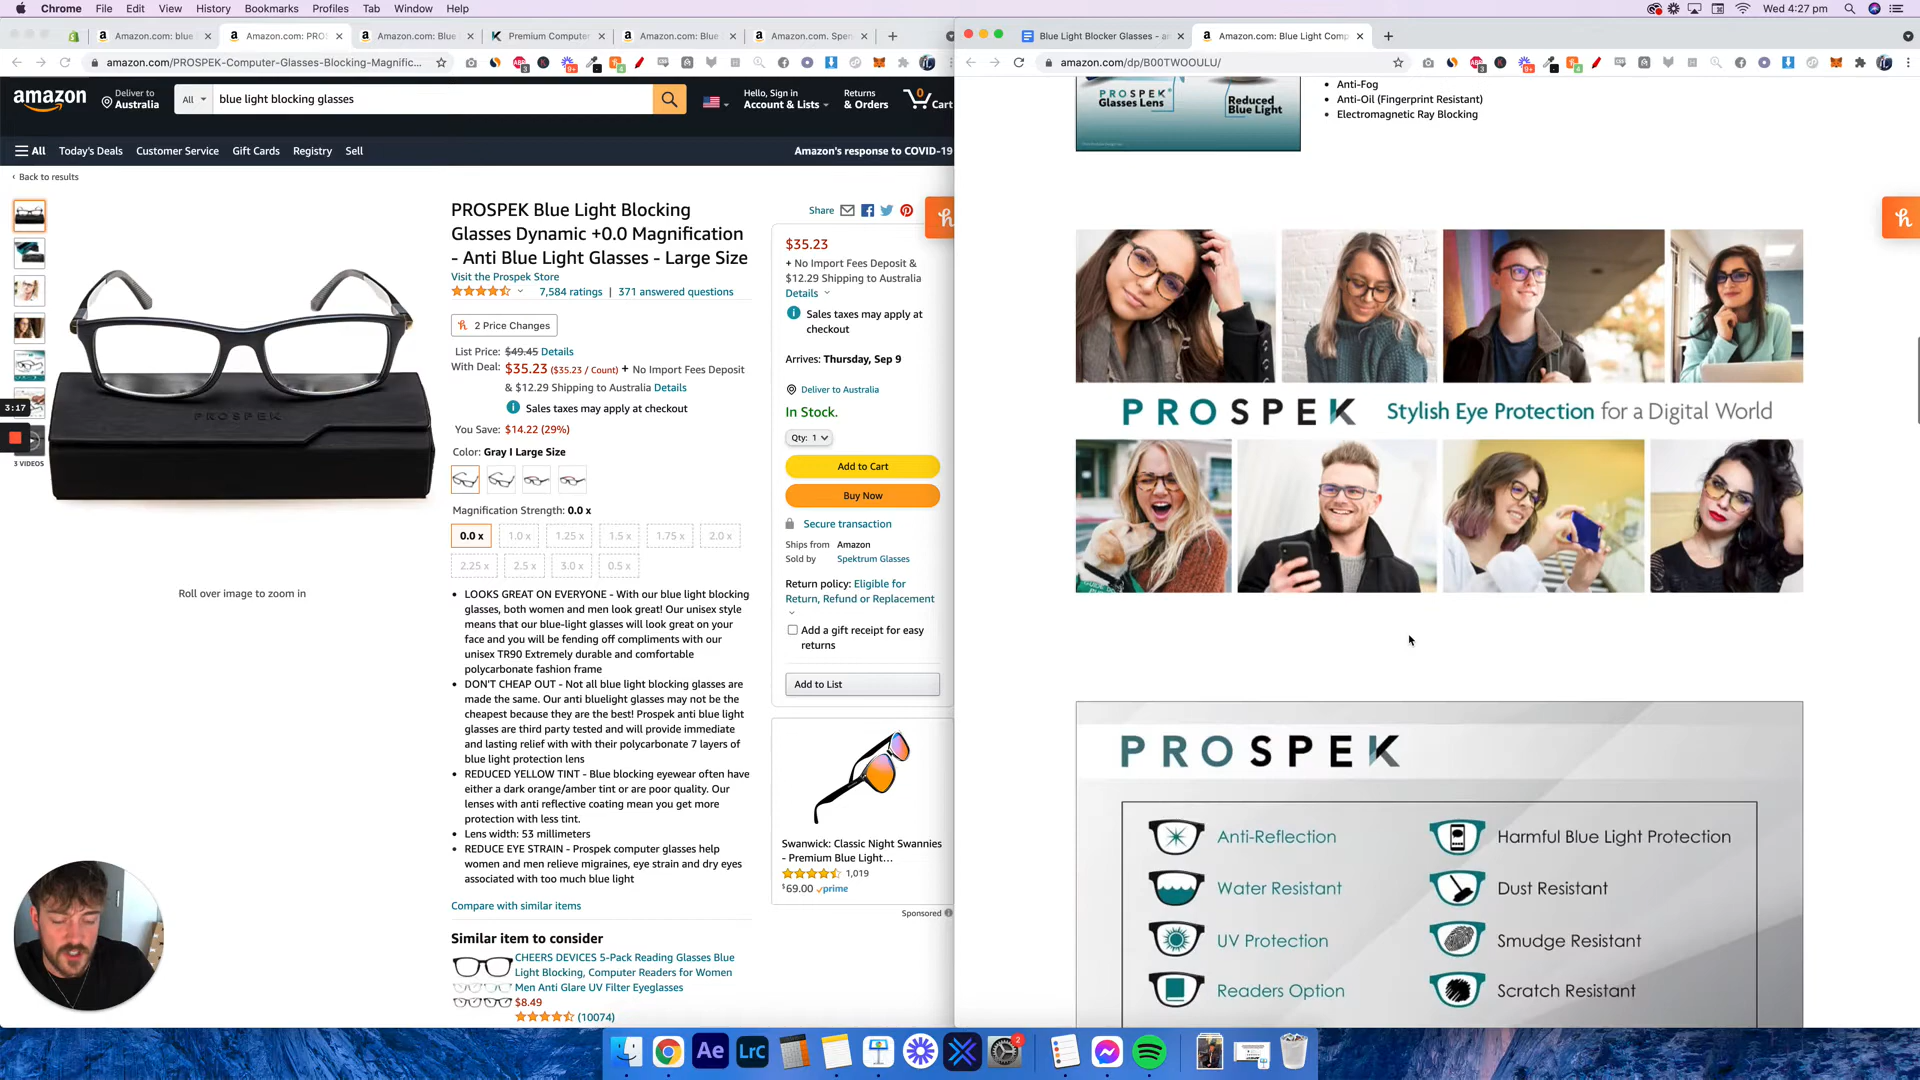 Chrome File Edit View History Bookmarks Profiles Tab Window Help
Wed 4:27 pm
Amazon.com: blue
Amazon.com: PRO
Amazon.com: Blue
Premium Computer
Amazon.com: Blue
Amazon.com. Spen
amazon.com/PROSPEK-Computer-Glasses-Blocking-Magnific...
amazon
Deliver to
Australia
All
blue light blocking glasses
Hello, Sign in
Account & Lists
Returns
& Orders
0
Cart
All Today's Deals Customer Service Gift Cards Registry Sell
Amazon's response to COVID-19
‹ Back to results
3:17
3 VIDEOS
PROSPEK
Roll over image to zoom in
PROSPEK Blue Light Blocking
Glasses Dynamic +0.0 Magnification
- Anti Blue Light Glasses - Large Size
Visit the Prospek Store
7,584 ratings | 371 answered questions
2 Price Changes
List Price: $49.45 Details
With Deal: $35.23 ($35.23 / Count) + No Import Fees Deposit
& $12.29 Shipping to Australia Details
Sales taxes may apply at checkout
You Save: $14.22 (29%)
Color: Gray I Large Size
Magnification Strength: 0.0 x
0.0 x 1.0 x 1.25 x 1.5 x 1.75 x 2.0 x
2.25 x 2.5 x 3.0 x 0.5 x
• LOOKS GREAT ON EVERYONE - With our blue light blocking
glasses, both women and men look great! Our unisex style
means that our blue-light glasses will look great on your
face and you will be fending off compliments with our
unisex TR90 Extremely durable and comfortable
polycarbonate fashion frame
• DON'T CHEAP OUT - Not all blue light blocking glasses are
made the same. Our anti bluelight glasses may not be the
cheapest because they are the best! Prospek anti blue light
glasses are third party tested and will provide immediate
and lasting relief with with their polycarbonate 7 layers of
blue light protection lens
• REDUCED YELLOW TINT - Blue blocking eyewear often have
either a dark orange/amber tint or are poor quality. Our
lenses with anti reflective coating mean you get more
protection with less tint.
• Lens width: 53 millimeters
• REDUCE EYE STRAIN - Prospek computer glasses help
women and men relieve migraines, eye strain and dry eyes
associated with too much blue light
Compare with similar items
Similar item to consider
CHEERS DEVICES 5-Pack Reading Glasses Blue
Light Blocking, Computer Readers for Women
Men Anti Glare UV Filter Eyeglasses
$8.49
(10074)
Share
$35.23
+ No Import Fees Deposit &
$12.29 Shipping to Australia
Details
Sales taxes may apply at
checkout
Arrives: Thursday, Sep 9
Deliver to Australia
In Stock.
Qty: 1
Add to Cart
Buy Now
Secure transaction
Ships from Amazon
Sold by Spektrum Glasses
Return policy: Eligible for
Return, Refund or Replacement
Add a gift receipt for easy
returns
Add to List
Swanwick: Classic Night Swannies
- Premium Blue Light...
1,019
$69.00 prime
Sponsored
Blue Light Blocker Glasses - a
Amazon.com: Blue Light Comp
amazon.com/dp/B00TWOOULU/
PROSPEK
Glasses Lens
Reduced
Blue Light
• Anti-Fog
• Anti-Oil (Fingerprint Resistant)
• Electromagnetic Ray Blocking
PROSPEK Stylish Eye Protection for a Digital World
PROSPEK
Anti-Reflection Harmful Blue Light Protection
Water Resistant Dust Resistant
UV Protection Smudge Resistant
Readers Option Scratch Resistant
Ae Lrc
2